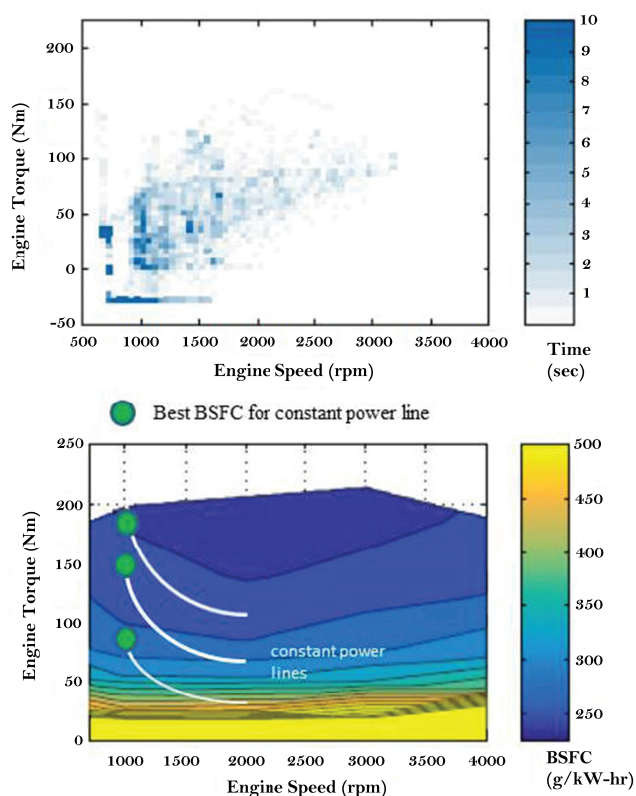 200
150
100
50
0
-50
Engine Torque (Nm)
500 1000 1500 2000 2500 3000 3500 4000
Engine Speed (rpm)
10
9
8
7
6
5
4
3
2
1
Time
(sec)
Best BSFC for constant power line
250
200
150
100
50
0
Engine Torque (Nm)
constant power
lines
1000 1500 2000 2500 3000 3500 4000
Engine Speed (rpm)
500
450
400
350
300
250
BSFC
(g/kW-hr)